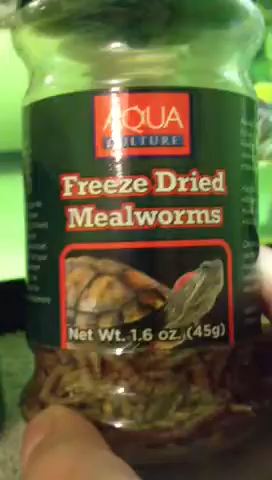 AQUA
CULTURE
Freeze Dried
Mealworms
Net Wt. 1.6 oz. (45g)